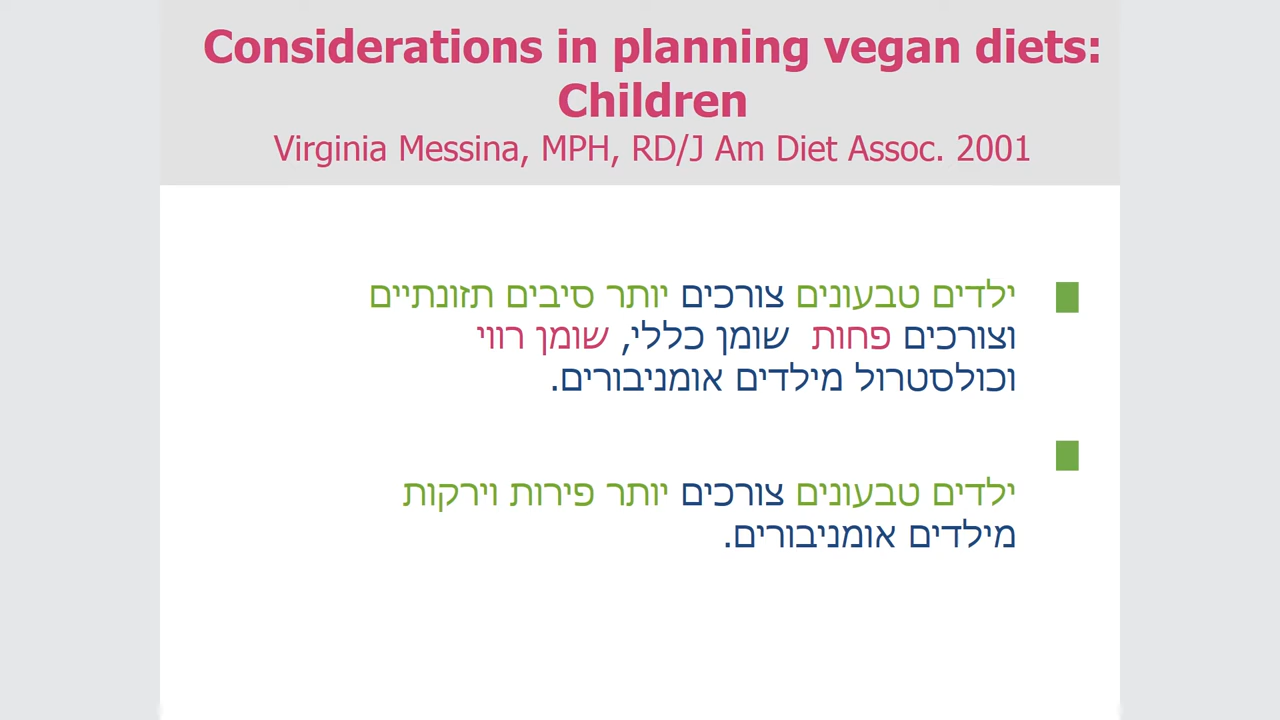 Considerations in planning vegan diets:
Children
Virginia Messina, MPH, RD/J Am Diet Assoc. 2001
ילדים טבעונים צורכים יותר סיבים תזונתיים
וצורכים פחות  שומן כללי, שומן רווי
וכולסטרול מילדים אומניבורים.
ילדים טבעונים צורכים יותר פירות וירקות
מילדים אומניבורים.